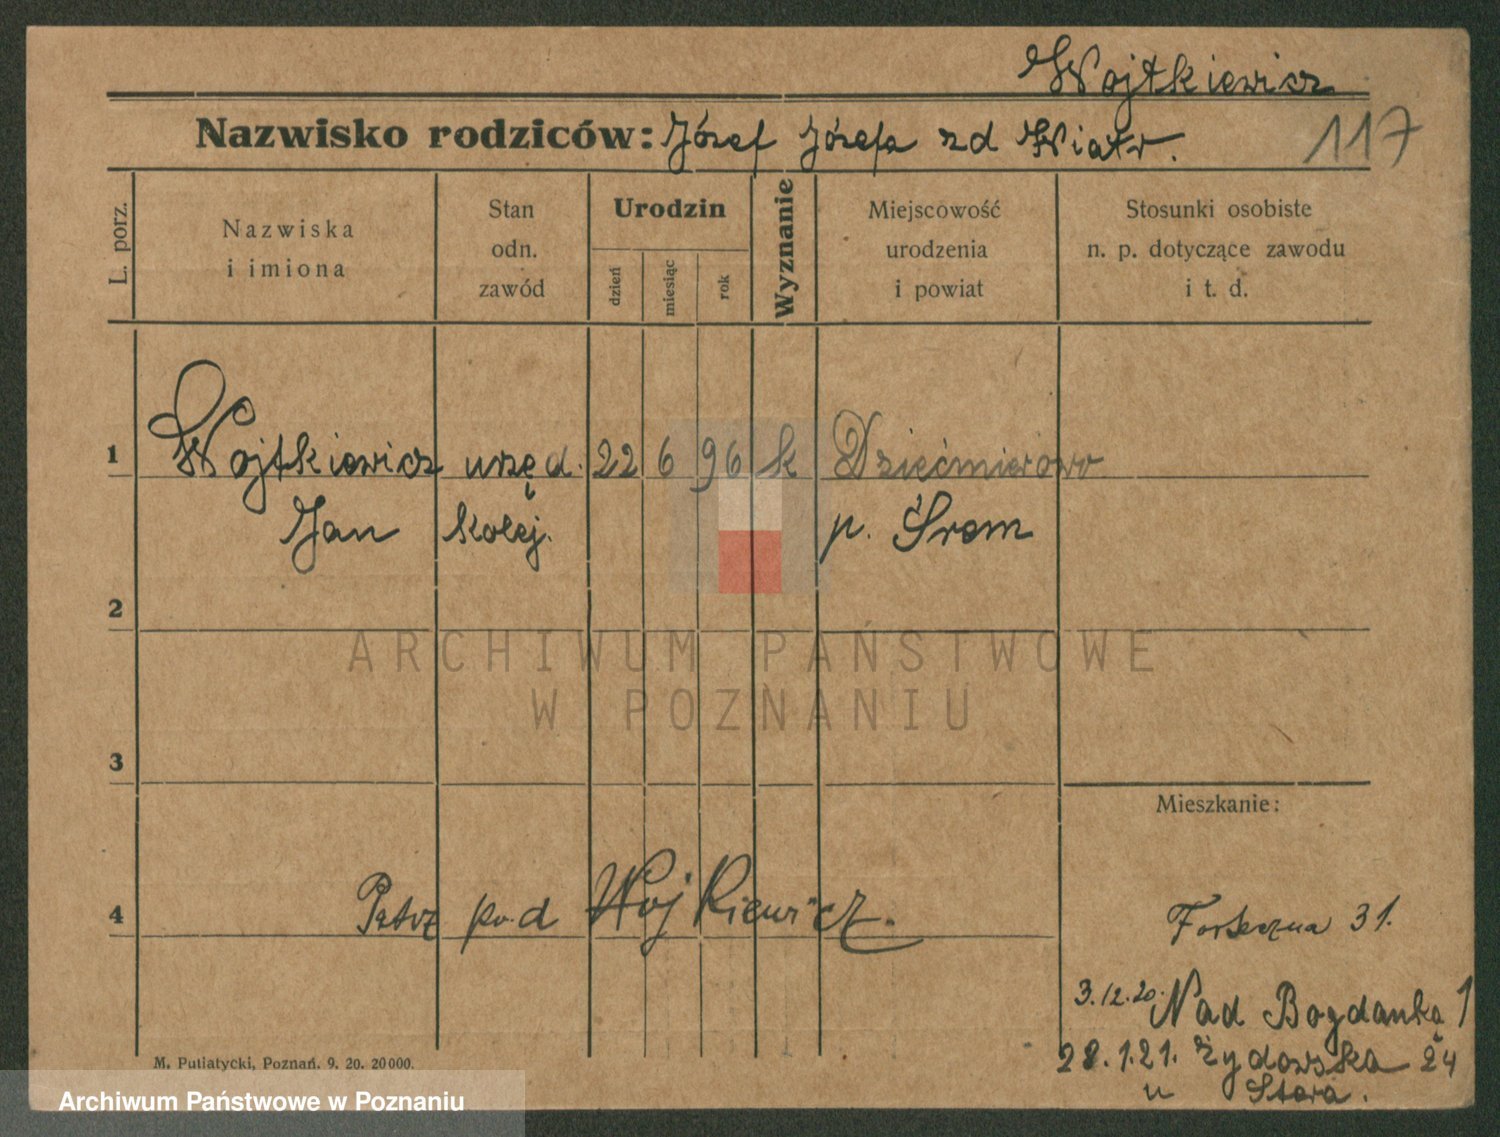 Wojtkiewicz
Nazwisko rodziców: Józef Józefa zd Wiatr.
117
L. porz.
Nazwiska
i imiona
Stan
odn.
zawód
Urodzin
dzień
miesiąc
rok
Wyznanie
Miejscowość
urodzenia
i powiat
Stosunki osobiste
n. p. dotyczące zawodu
i t. d.
1 Wojtkiewicz urzęd. 22 6 96 k Dziećmierowo
Jan kolej. p. Śrem
2
ARCHIWUM PAŃSTWOWE
W POZNANIU
3
Mieszkanie:
4 Patrz pod Wojkiewicz.
Forteczna 31.
3.12.20. Nad Bogdanką 1
28.1.21. Żydowska 24
u
M. Putiatycki, Poznań. 9. 20. 20000.
Archiwum Państwowe w Poznaniu